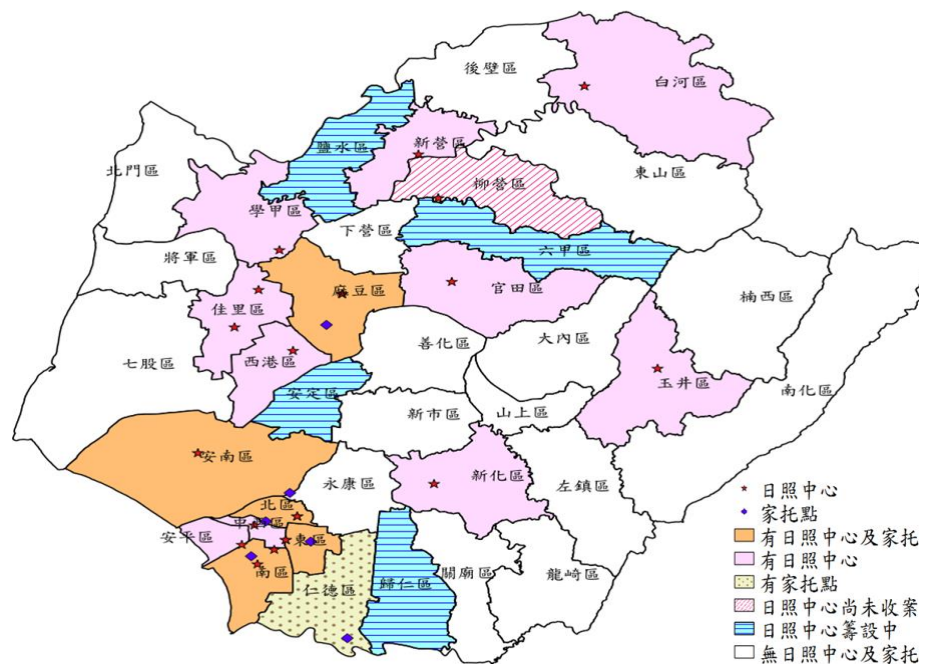 後壁區
白河區
新營區
鹽水區
北門區
東山區
柳營區
學甲區
下營區
六甲區
將軍區
麻豆區
官田區
楠西區
佳里區
善化區
大內區
七股區
西港區
玉井區
安定區
南化區
新市區
山上區
安南區
永康區
新化區
左鎮區
北區
中西區
安平區
東區
南區
仁德區
歸仁區
關廟區
龍崎區
日照中心
家托點
有日照中心及家托
有日照中心
有家托點
日照中心尚未收案
日照中心籌設中
無日照中心及家托